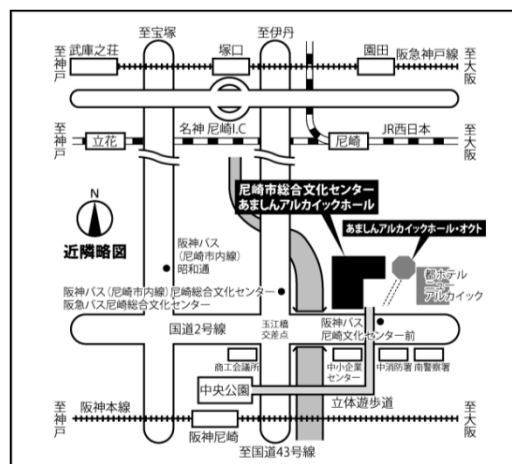 至宝塚
至伊丹
至神戸
武庫之荘
塚口
園田
阪急神戸線
至大阪
至神戸
立花
名神 尼崎I.C
尼崎
JR西日本
至大阪
N
近隣略図
尼崎市総合文化センター
あましんアルカイックホール
あましんアルカイックホール・オクト
都ホテル
ニュー
アルカイック
阪神バス
(尼崎市内線)
昭和通
阪神バス(尼崎市内線)尼崎総合文化センター
阪急バス尼崎総合文化センター
国道2号線
玉江橋
交差点
阪神バス
尼崎文化センター前
商工会議所
中小企業
センター
中消防署
南警察署
中央公園
立体遊歩道
至神戸
阪神本線
阪神尼崎
至大阪
至国道43号線